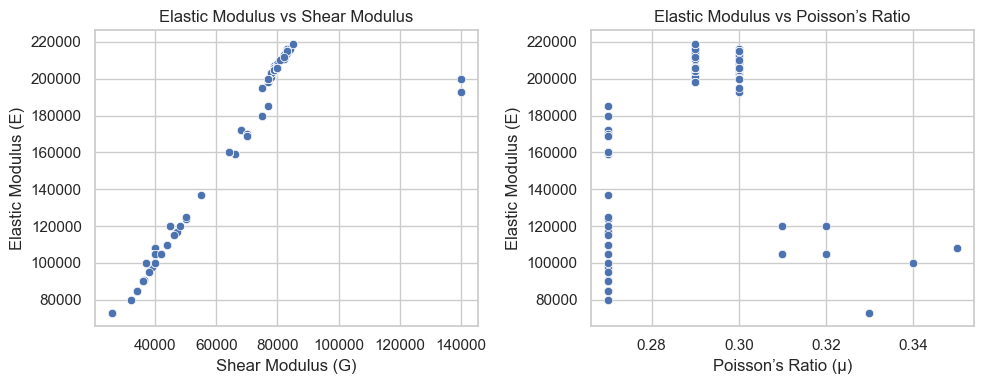 Elastic Modulus vs Shear Modulus
Elastic Modulus (E)
220000
200000
180000
160000
140000
120000
100000
80000
40000 60000 80000 100000 120000 140000
Shear Modulus (G)
Elastic Modulus vs Poisson’s Ratio
Elastic Modulus (E)
220000
200000
180000
160000
140000
120000
100000
80000
0.28 0.30 0.32 0.34
Poisson’s Ratio (μ)